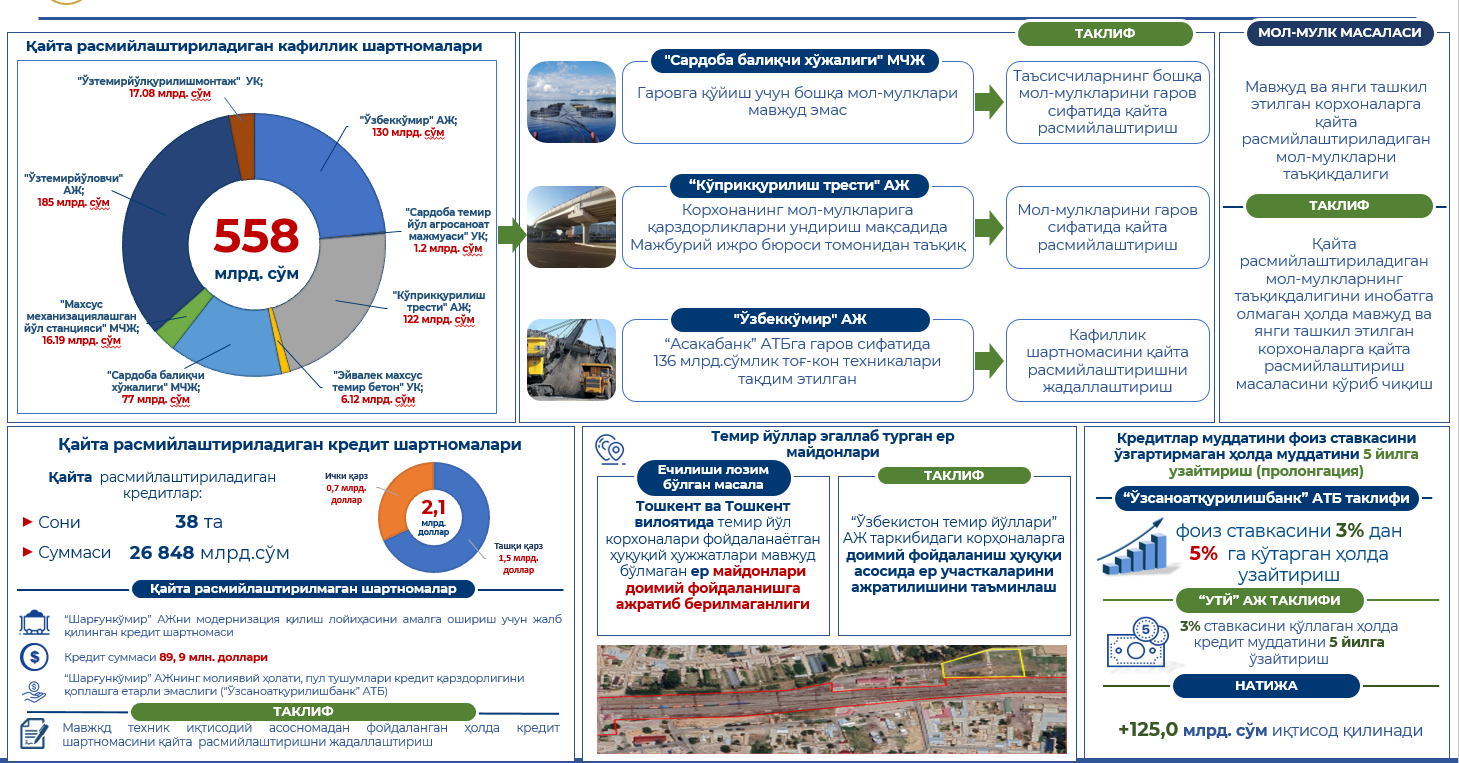 Қайта расмийлаштириладиган кафиллик шартномалари
"Ўзтемирйўлқурилишмонтаж" УК;
17.08 млрд. сўм
"Ўзбеккўмир" АЖ;
130 млрд. сўм
"Ўзтемирйўловчи"
АЖ;
185 млрд. сўм
558
млрд. сўм
"Сардоба темир
йўл агросаноат
мажмуаси" УК;
1.2 млрд. сўм
"Кўприкқурилиш
трести" АЖ;
122 млрд. сўм
"Махсус
механизациялашган
йўл станцияси" МЧЖ;
16.19 млрд. сўм
"Сардоба балиқчи
хўжалиги" МЧЖ;
77 млрд. сўм
"Эйвалек махсус
темир бетон" УК;
6.12 млрд. сўм
ТАКЛИФ
"Сардоба балиқчи хўжалиги" МЧЖ
Гаровга қўйиш учун бошқа мол-мулклари
мавжуд эмас
Таъсисчиларнинг бошқа
мол-мулкларини гаров
сифатида қайта
расмийлаштириш
“Кўприкқурилиш трести" АЖ
Корхонанинг мол-мулкларига
қарздорликларни ундириш мақсадида
Мажбурий ижро бюроси томонидан таъқиқ
Мол-мулкларини гаров
сифатида қайта
расмийлаштириш
"Ўзбеккўмир" АЖ
“Асакабанк” АТБга гаров сифатида
136 млрд.сўмлик тоғ-кон техникалари
тақдим этилган
Кафиллик
шартномасини қайта
расмийлаштиришни
жадаллаштириш
МОЛ-МУЛК МАСАЛАСИ
Мавжуд ва янги ташкил
этилган корхоналарга
қайта
расмийлаштириладиган
мол-мулкларни
таъқиқдалиги
ТАКЛИФ
Қайта
расмийлаштириладиган
мол-мулкларнинг
таъқиқдалигини инобатга
олмаган ҳолда мавжуд ва
янги ташкил этилган
корхоналарга қайта
расмийлаштириш
масаласини кўриб чиқиш
Қайта расмийлаштириладиган кредит шартномалари
Қайта расмийлаштириладиган
кредитлар:
Сони 38 та
Суммаси 26 848 млрд.сўм
Ички қарз
0,7 млрд.
доллар
2,1
млрд.
доллар
Ташқи қарз
1,5 млрд.
доллар
Қайта расмийлаштирилмаган шартномалар
“Шарғункўмир” АЖни модернизация қилиш лойиҳасини амалга ошириш учун жалб
қилинган кредит шартномаси
$
Кредит суммаси 89, 9 млн. доллари
“Шарғункўмир” АЖнинг молиявий ҳолати, пул тушумлари кредит қарздорлигини
қоплашга етарли эмаслиги (“Ўзсаноатқурилишбанк” АТБ)
ТАКЛИФ
Мавжкд техник иқтисодий асосномадан фойдаланган ҳолда кредит
шартномасини қайта расмийлаштиришни жадаллаштириш
Темир йўллар эгаллаб турган ер
майдонлари
Ечилиши лозим
бўлган масала
Тошкент ва Тошкент
вилоятида темир йўл
корхоналари фойдаланаётган
ҳуқуқий ҳужжатлари мавжуд
бўлмаган ер майдонлари
доимий фойдаланишга
ажратиб берилмаганлиги
ТАКЛИФ
“Ўзбекистон темир йўллари”
АЖ таркибидаги корҳоналарга
доимий фойдаланиш ҳуқуқи
асосида ер участкаларини
ажратилишини таъминлаш
Кредитлар муддатини фоиз ставкасини
ўзгартирмаган ҳолда муддатини 5 йилга
узайтириш (пролонгация)
“Ўзсаноатқурилишбанк” АТБ таклифи
фоиз ставкасини 3% дан
5% га кўтарган ҳолда
узайтириш
“УТЙ” АЖ ТАКЛИФИ
5
3% ставкасини қўллаган ҳолда
кредит муддатини 5 йилга
ўзайтириш
НАТИЖА
+125,0 млрд. сўм иқтисод қилинади